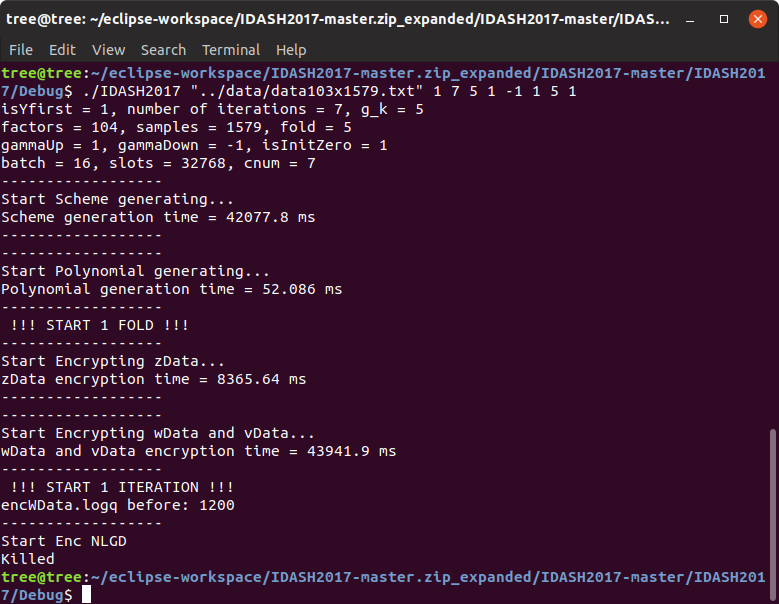 tree@tree: ~/eclipse-workspace/IDASH2017-master.zip_expanded/IDASH2017-master/IDAS...
File Edit View Search Terminal Help
tree@tree:~/eclipse-workspace/IDASH2017-master.zip_expanded/IDASH2017-master/IDASH201
7/Debug$ ./IDASH2017 "../data/data103x1579.txt" 1 7 5 1 -1 1 5 1
isYfirst = 1, number of iterations = 7, g_k = 5
factors = 104, samples = 1579, fold = 5
gammaUp = 1, gammaDown = -1, isInitZero = 1
batch = 16, slots = 32768, cnum = 7
------------------
Start Scheme generating...
Scheme generation time = 42077.8 ms
------------------
------------------
Start Polynomial generating...
Polynomial generation time = 52.086 ms
------------------
!!! START 1 FOLD !!!
------------------
Start Encrypting zData...
zData encryption time = 8365.64 ms
------------------
------------------
Start Encrypting wData and vData...
wData and vData encryption time = 43941.9 ms
------------------
!!! START 1 ITERATION !!!
encWData.logq before: 1200
------------------
Start Enc NLGD
Killed
tree@tree:~/eclipse-workspace/IDASH2017-master.zip_expanded/IDASH2017-master/IDASH201
7/Debug$